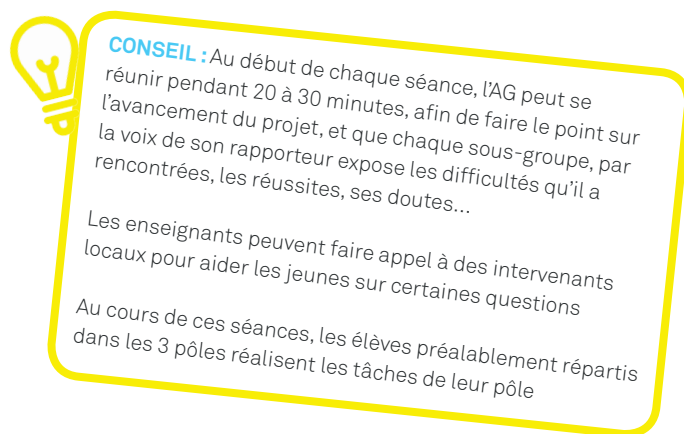 CONSEIL : Au début de chaque séance, l'AG peut se
réunir pendant 20 à 30 minutes, afin de faire le point sur
l'avancement du projet, et que chaque sous-groupe, par
la voix de son rapporteur expose les difficultés qu'il a
rencontrées, les réussites, ses doutes...
Les enseignants peuvent faire appel à des intervenants
locaux pour aider les jeunes sur certaines questions
Au cours de ces séances, les élèves préalablement répartis
dans les 3 pôles réalisent les tâches de leur pôle